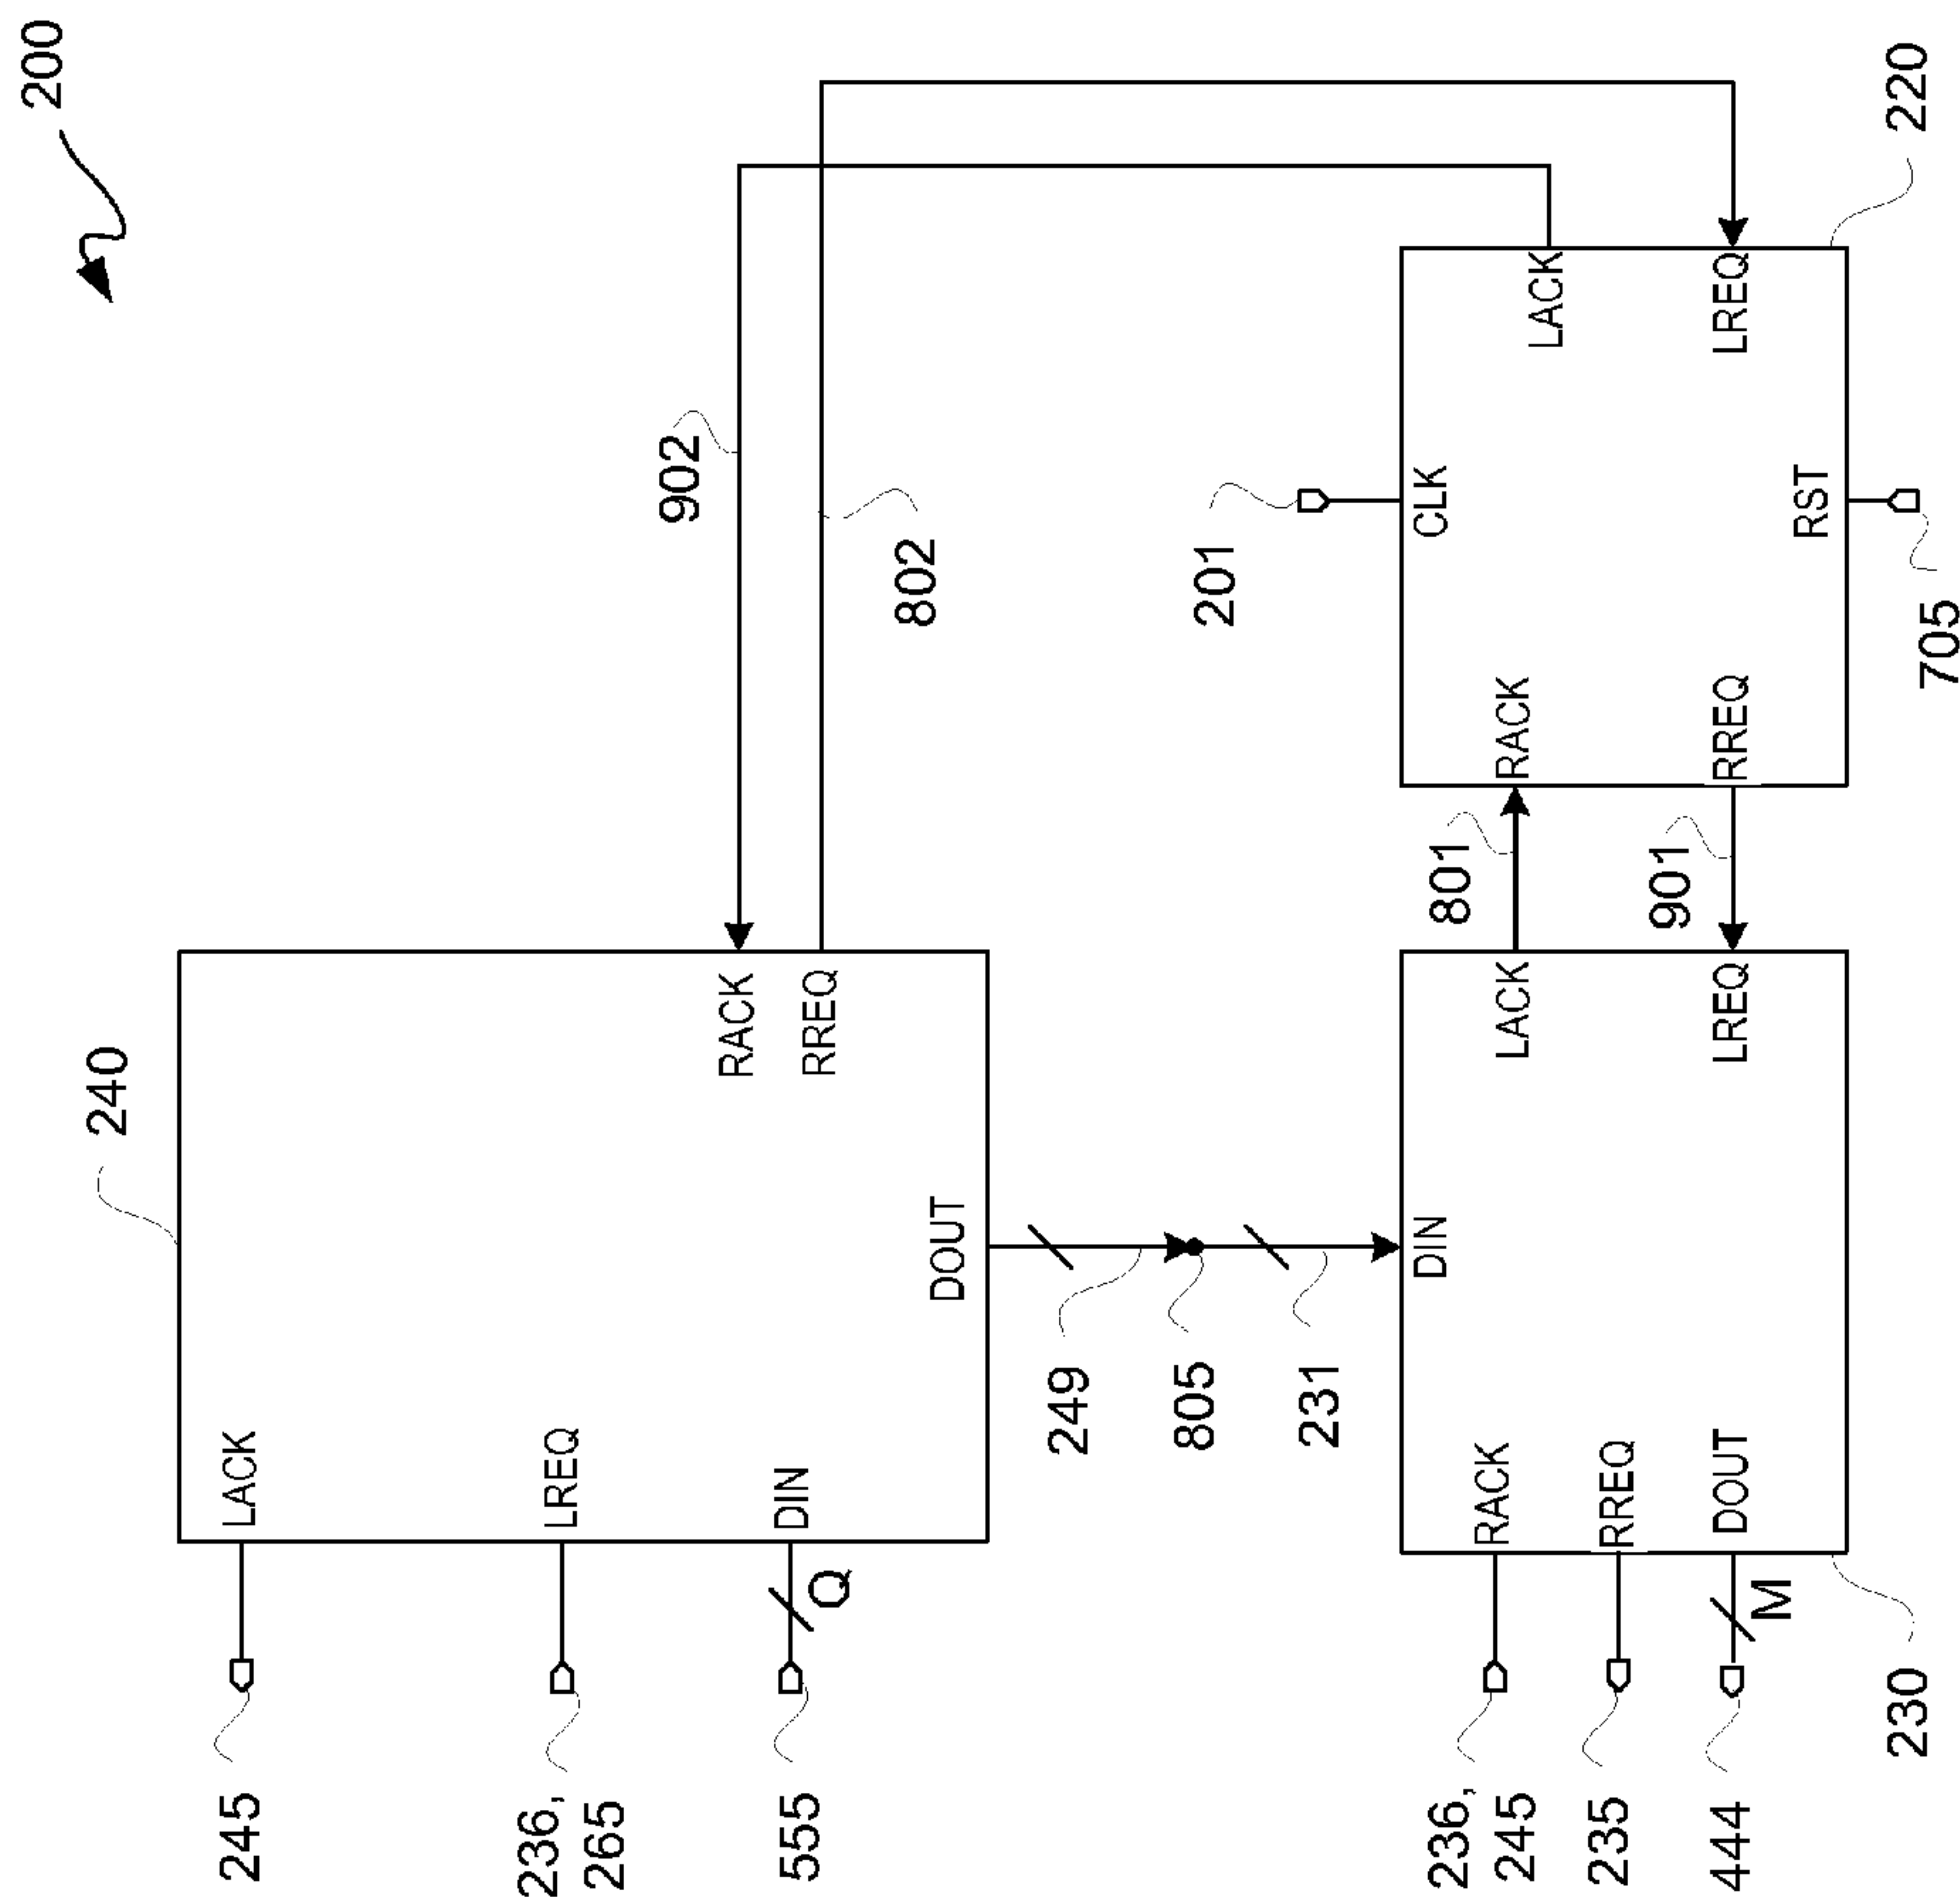 200
240
LACK
LREQ
DIN
DOUT
RACK
RREQ
245
236,
265
555
Q
902
802
249
805
231
DIN
RACK
RREQ
DOUT
LACK
LREQ
236,
245
235
444
M
230
801
901
RACK
RREQ
CLK
RST
LACK
LREQ
201
705
220